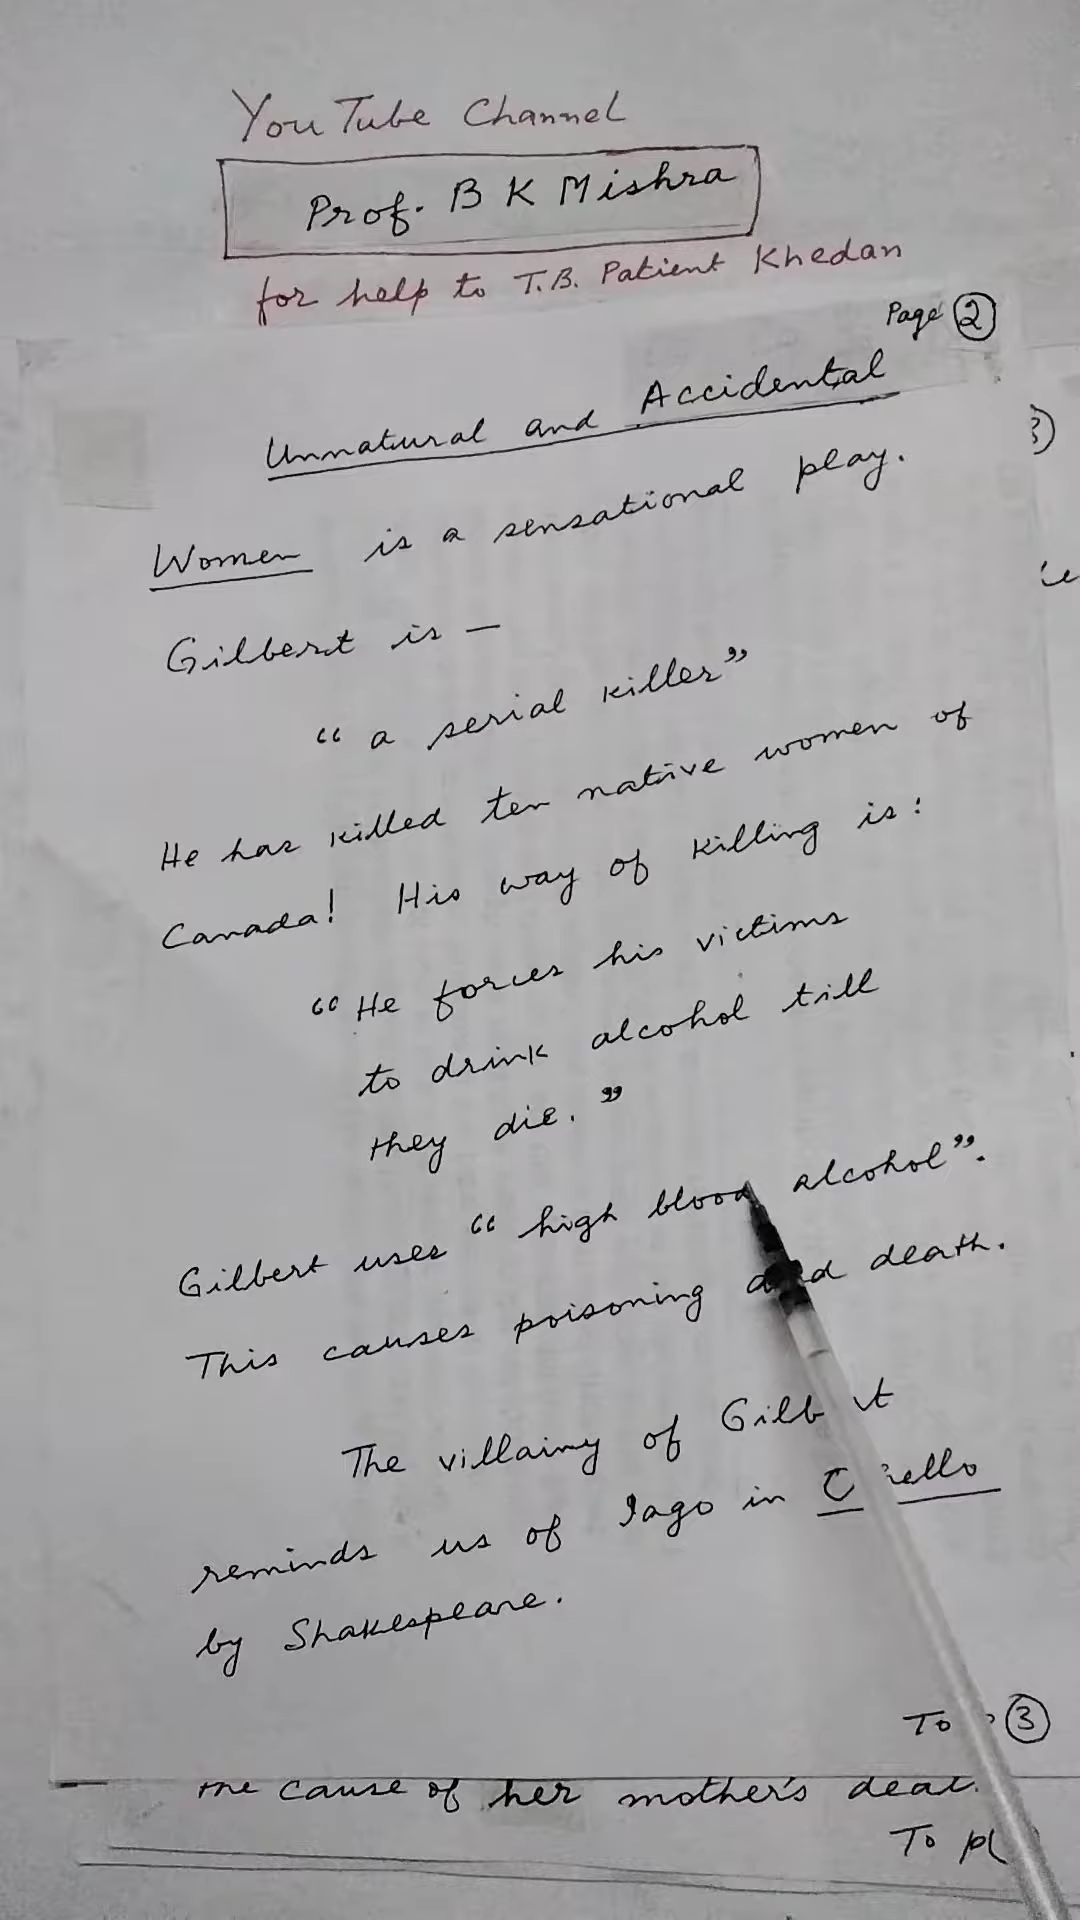 YouTube Channel
Prof. B K Mishra
for help to T.B. Patient Khedan
Page 2
Unnatural and Accidental
Women is a sensational play.
Gilbert is —
“ a serial killer”
He has killed ten native women of
Canada! His way of killing is:
“He forces his victims
to drink alcohol till
they die.”
Gilbert uses “ high blood alcohol”.
This causes poisoning and death.
The villainy of
reminds us of Iago in
by Shakespeare.
To 3
the cause of her mother's
To